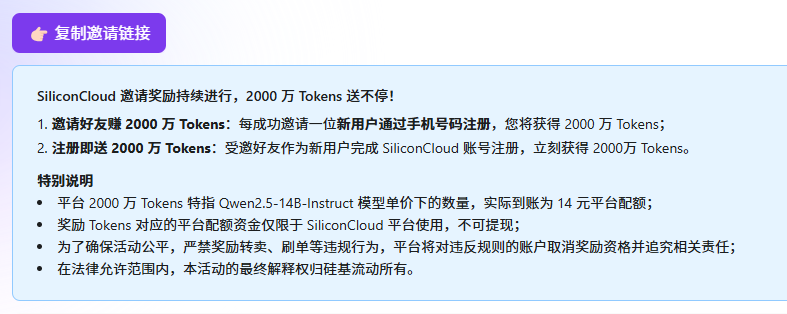 👉 复制邀请链接
SiliconCloud 邀请奖励持续进行，2000 万 Tokens 送不停！
1. 邀请好友赚 2000 万 Tokens：每成功邀请一位新用户通过手机号码注册，您将获得 2000 万 Tokens；
2. 注册即送 2000 万 Tokens：受邀好友作为新用户完成 SiliconCloud 账号注册，立刻获得 2000万 Tokens。
特别说明
• 平台 2000 万 Tokens 特指 Qwen2.5-14B-Instruct 模型单价下的数量，实际到账为 14 元平台配额；
• 奖励 Tokens 对应的平台配额资金仅限于 SiliconCloud 平台使用，不可提现；
• 为了确保活动公平，严禁奖励转卖、刷单等违规行为，平台将对违反规则的账户取消奖励资格并追究相关责任；
• 在法律允许范围内，本活动的最终解释权归硅基流动所有。